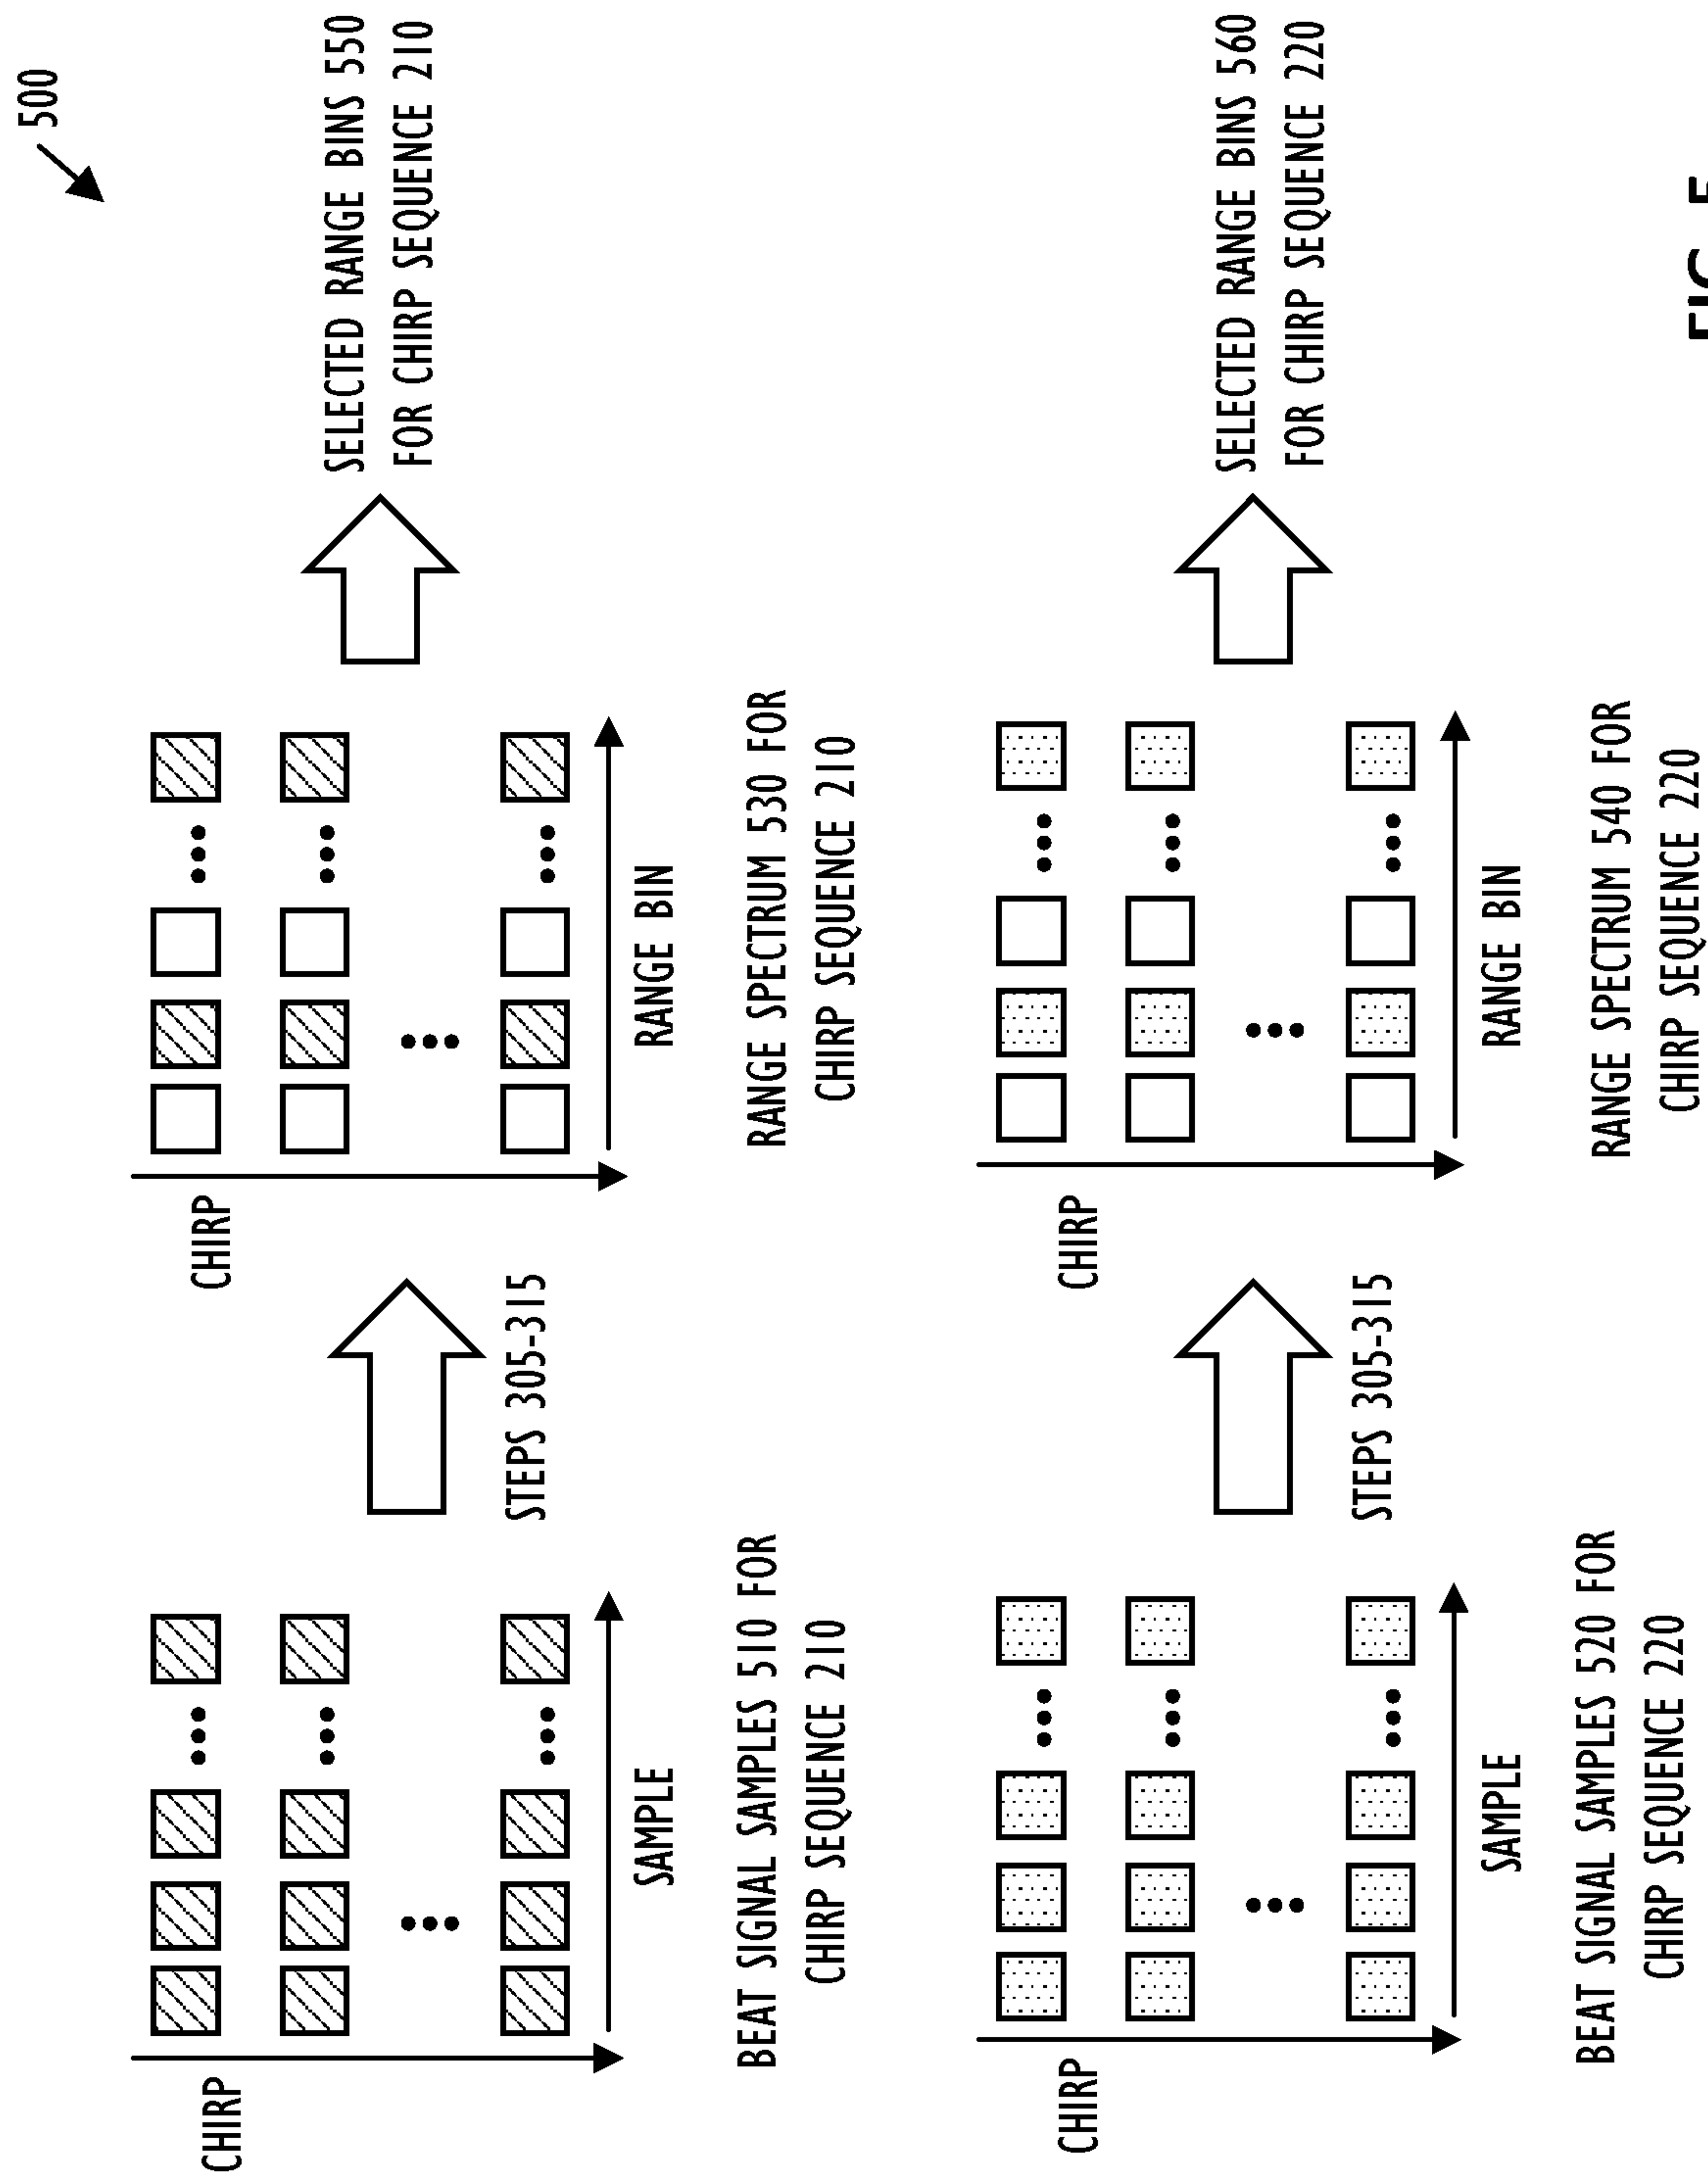 500
CHIRP
SAMPLE
BEAT SIGNAL SAMPLES 510 FOR
CHIRP SEQUENCE 210
STEPS 305-315
CHIRP
RANGE BIN
RANGE SPECTRUM 530 FOR
CHIRP SEQUENCE 210
SELECTED RANGE BINS 550
FOR CHIRP SEQUENCE 210
CHIRP
SAMPLE
BEAT SIGNAL SAMPLES 520 FOR
CHIRP SEQUENCE 220
STEPS 305-315
CHIRP
RANGE BIN
RANGE SPECTRUM 540 FOR
CHIRP SEQUENCE 220
SELECTED RANGE BINS 560
FOR CHIRP SEQUENCE 220
FIG. 5